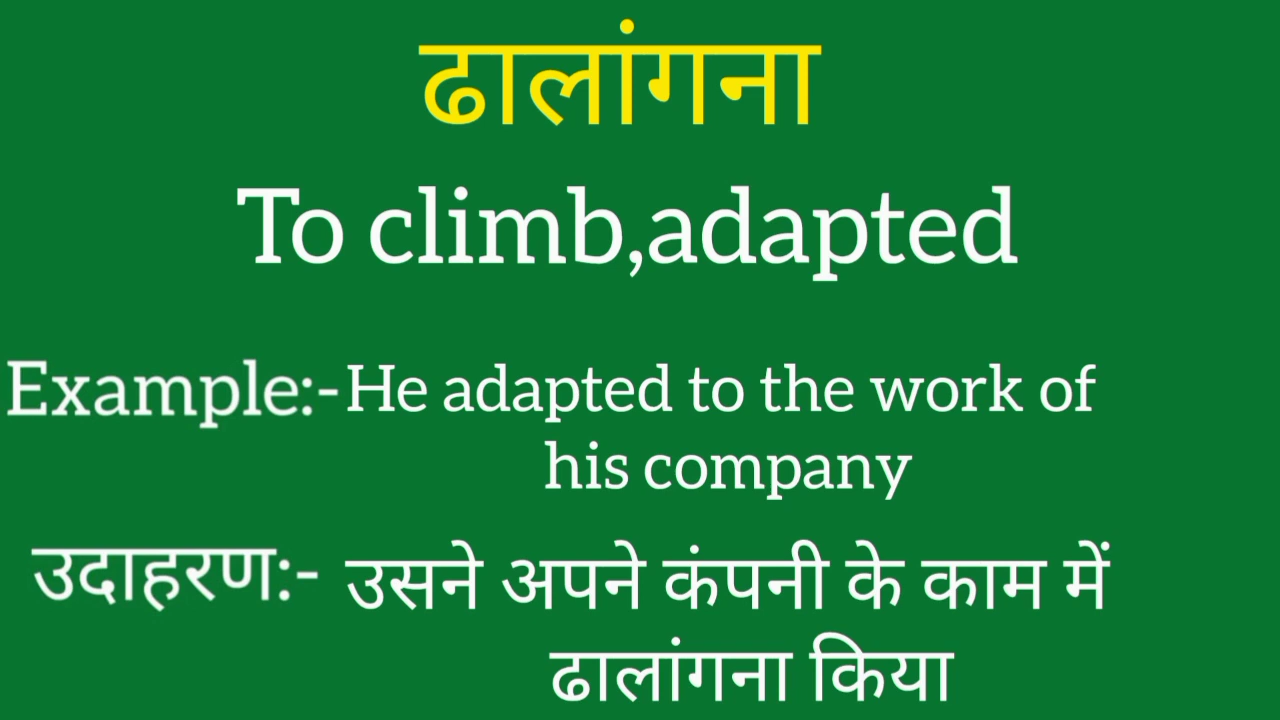 ढालांगना
To climb,adapted
Example:-He adapted to the work of
his company
उदाहरण:- उसने अपने कंपनी के काम में
ढालांगना किया